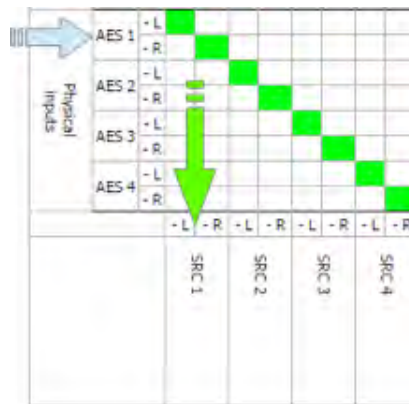 Physical
inputs
AES 1
- L
- R
AES 2
- L
- R
AES 3
- L
- R
AES 4
- L
- R
- L
- R
- L
- R
- L
- R
- L
- R
SRC 1
SRC 2
SRC 3
SRC 4